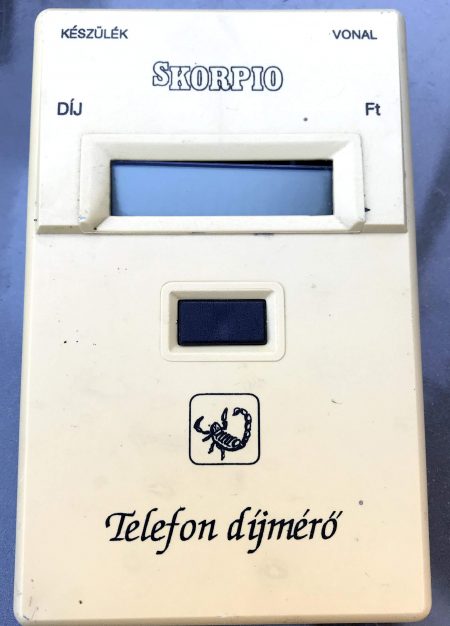 KÉSZÜLÉK VONAL
SKORPIO
DÍJ Ft
Telefon díjmérő